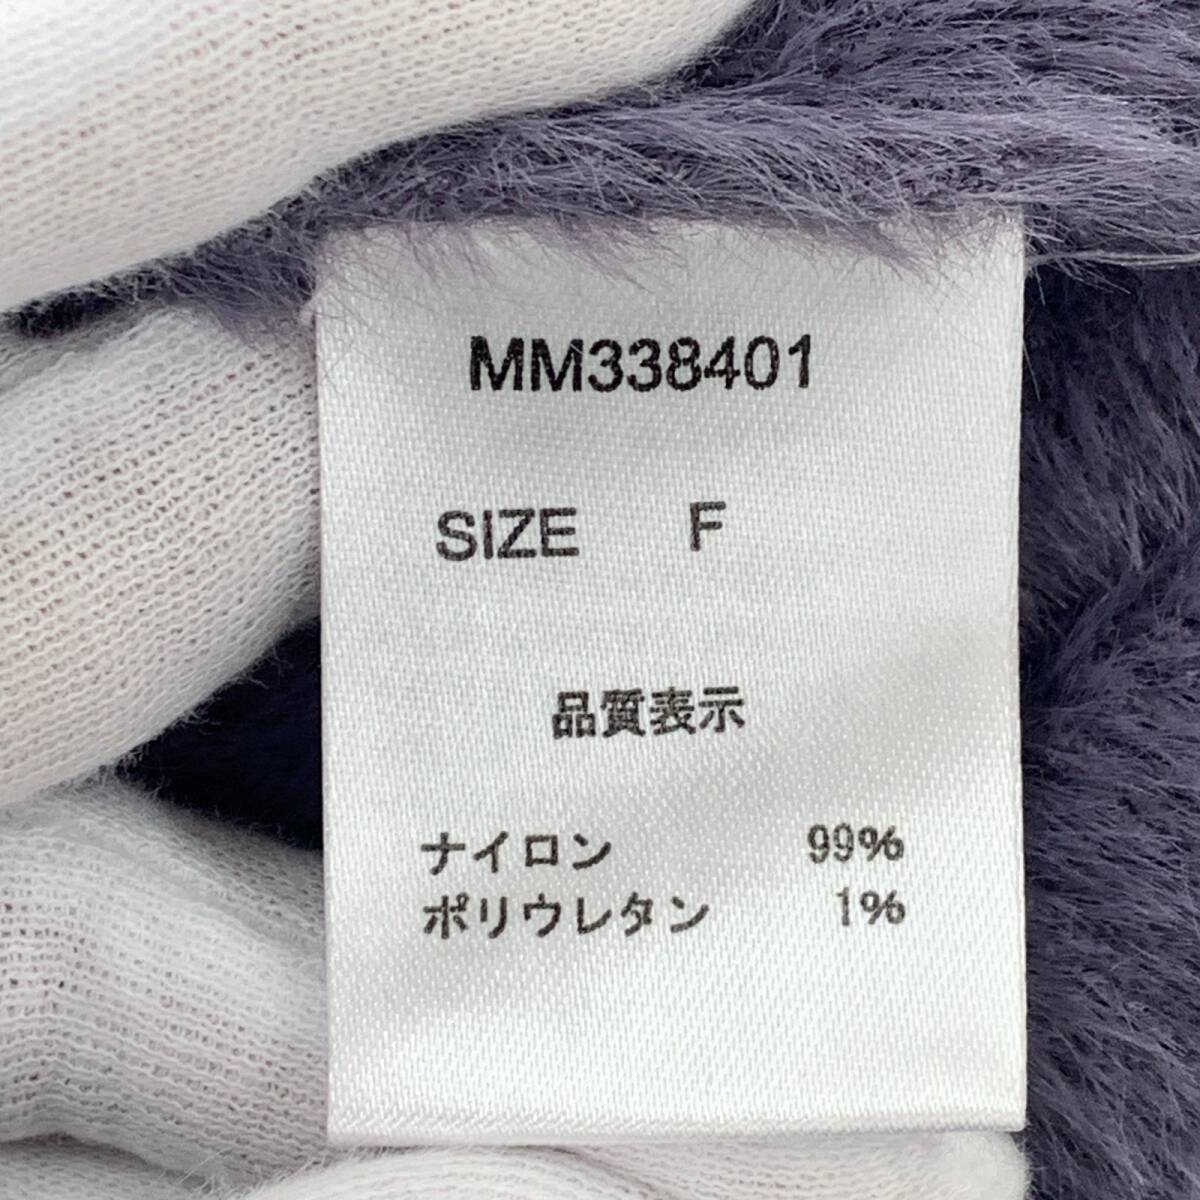 MM338401
SIZE F
品質表示
ナイロン 99%
ポリウレタン 1%